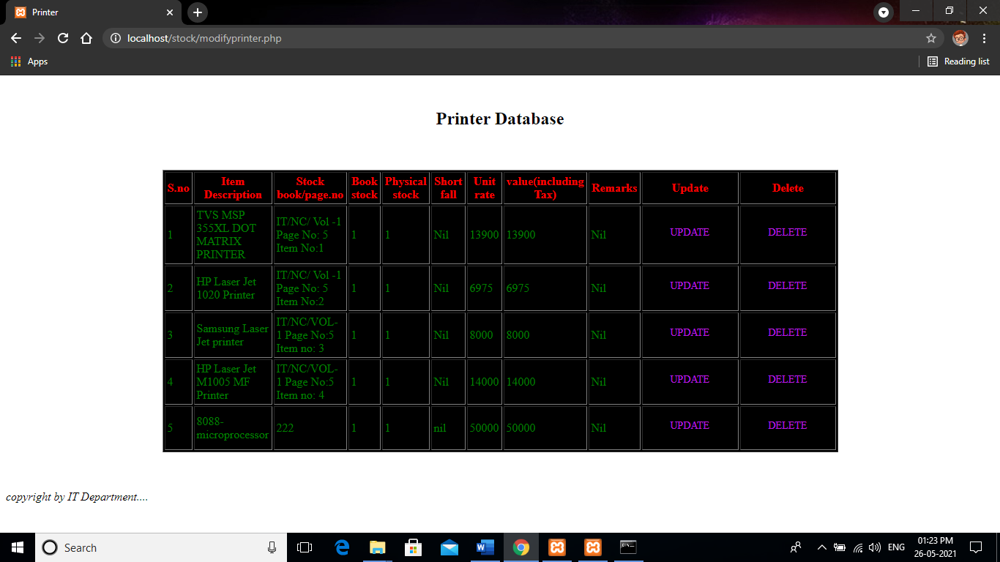 Printer
localhost/stock/modifyprinter.php
Apps
Reading list
Printer Database
S.no Item Description Stock book/page.no Book stock Physical stock Short fall Unit rate value(including Tax) Remarks Update Delete
1 TVS MSP 355XL DOT MATRIX PRINTER IT/NC/ Vol -1 Page No: 5 Item No:1 1 1 Nil 13900 13900 Nil UPDATE DELETE
2 HP Laser Jet 1020 Printer IT/NC/ Vol -1 Page No: 5 Item No:2 1 1 Nil 6975 6975 Nil UPDATE DELETE
3 Samsung Laser Jet printer IT/NC/VOL-1 Page No:5 Item no: 3 1 1 Nil 8000 8000 Nil UPDATE DELETE
4 HP Laser Jet M1005 MF Printer IT/NC/VOL-1 Page No:5 Item no: 4 1 1 Nil 14000 14000 Nil UPDATE DELETE
5 8088-microprocessor 222 1 1 nil 50000 50000 Nil UPDATE DELETE
copyright by IT Department....
Search
ENG
01:23 PM
26-05-2021